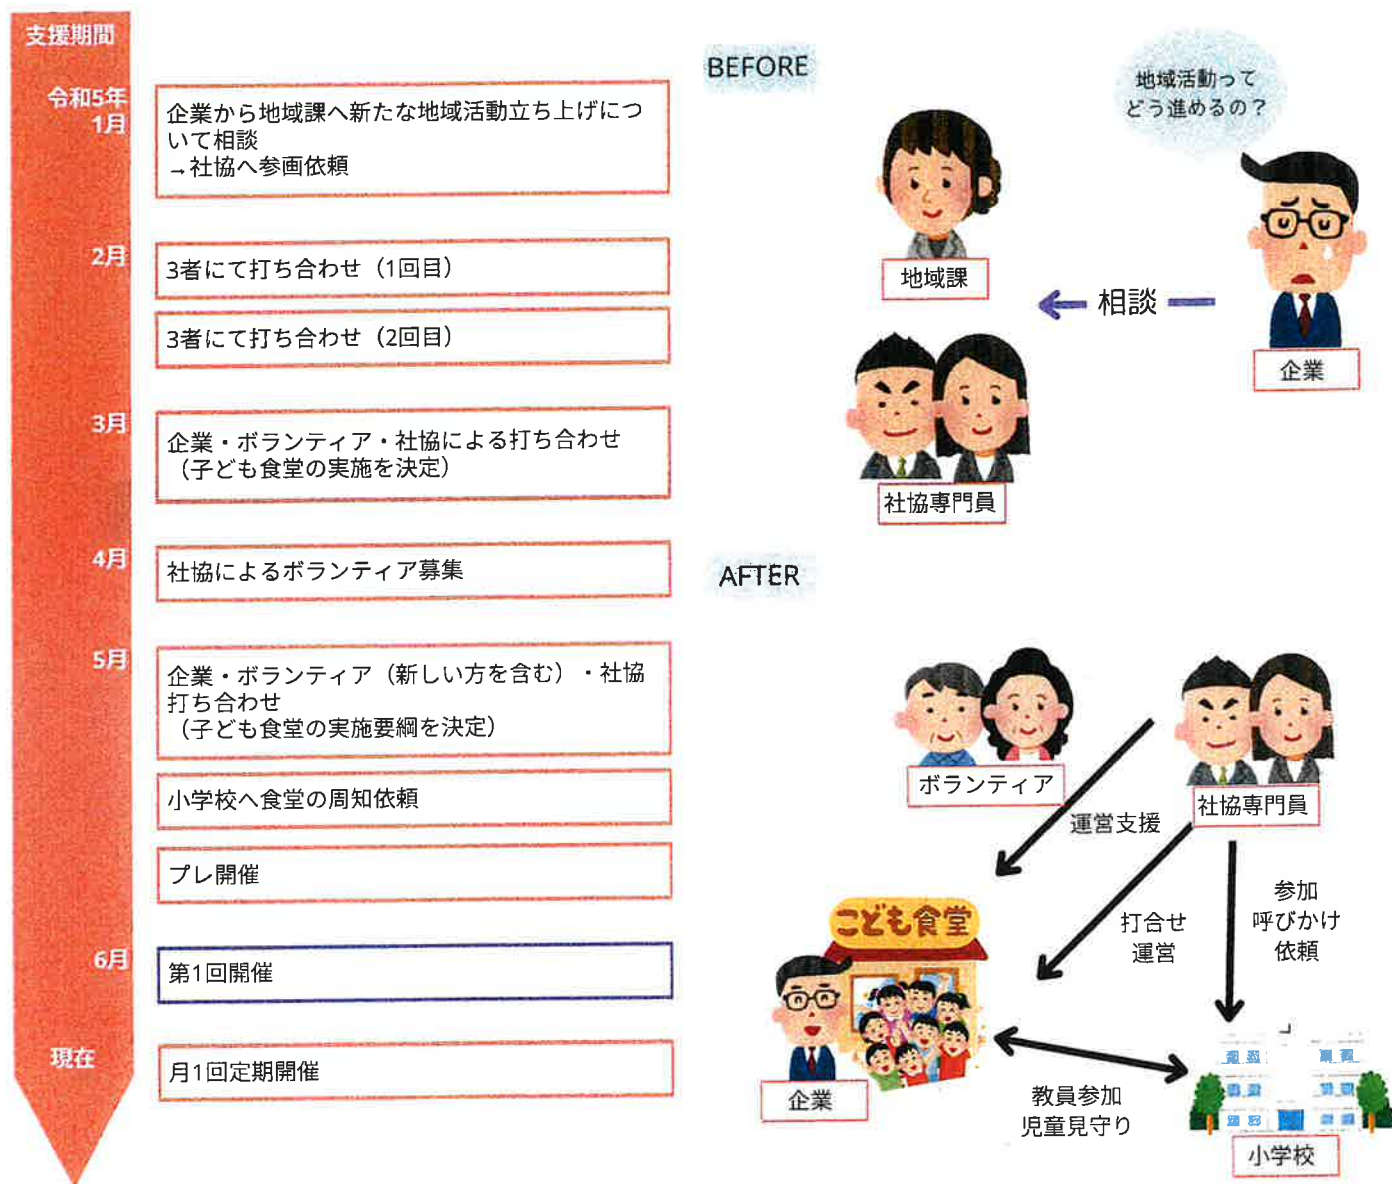 支援期間
令和5年
1月
企業から地域課へ新たな地域活動立ち上げにつ
いて相談
→社協へ参画依頼
2月
3者にて打ち合わせ（1回目）
3者にて打ち合わせ（2回目）
3月
企業・ボランティア・社協による打ち合わせ
（子ども食堂の実施を決定）
4月
社協によるボランティア募集
5月
企業・ボランティア（新しい方を含む）・社協
打ち合わせ
（子ども食堂の実施要綱を決定）
小学校へ食堂の周知依頼
プレ開催
6月
第1回開催
現在
月1回定期開催
BEFORE
地域活動って
どう進めるの？
地域課
相談
企業
社協専門員
AFTER
ボランティア
社協専門員
運営支援
打合せ
運営
参加
呼びかけ
依頼
こども食堂
企業
教員参加
児童見守り
小学校